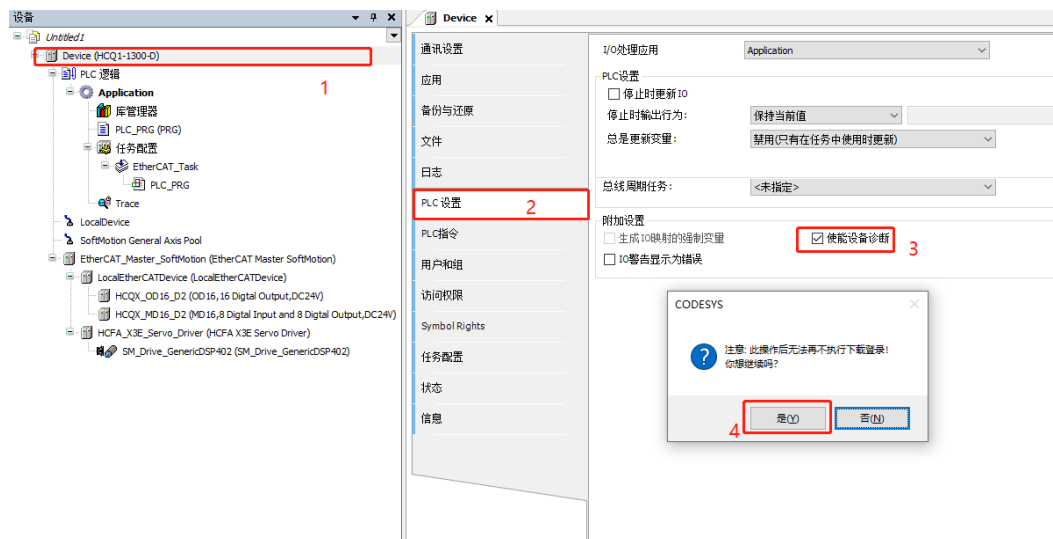 设备
Untitled1
Device (HCQ1-1300-D)
1
PLC 逻辑
Application
库管理器
PLC_PRG (PRG)
任务配置
EtherCAT_Task
PLC_PRG
Trace
LocalDevice
SoftMotion General Axis Pool
EtherCAT_Master_SoftMotion (EtherCAT Master SoftMotion)
LocalEtherCATDevice (LocalEtherCATDevice)
HCQX_OD16_D2 (OD16,16 Digtal Output,DC24V)
HCQX_MD16_D2 (MD16,8 Digtal Input and 8 Digtal Output,DC24V)
HCFA_X3E_Servo_Driver (HCFA X3E Servo Driver)
SM_Drive_GenericDSP402 (SM_Drive_GenericDSP402)
Device
通讯设置
应用
备份与还原
文件
日志
PLC 设置
2
PLC指令
用户和组
访问权限
Symbol Rights
任务配置
状态
信息
I/O处理应用
Application
PLC设置
停止时更新IO
停止时输出行为:
保持当前值
总是更新变量:
禁用(只有在任务中使用时更新)
总线周期任务:
<未指定>
附加设置
生成IO映射的强制变量
使能设备诊断
3
IO警告显示为错误
CODESYS
注意: 此操作后无法再不执行下载登录!
你想继续吗?
是(Y)
否(N)
4